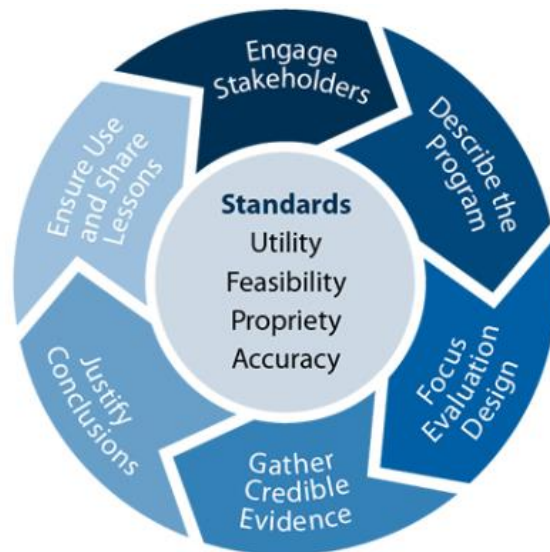 Engage
Stakeholders
Describe the
Program
Focus
Evaluation
Design
Gather
Credible
Evidence
Justify
Conclusions
Ensure Use
and Share
Lessons
Standards
Utility
Feasibility
Propriety
Accuracy